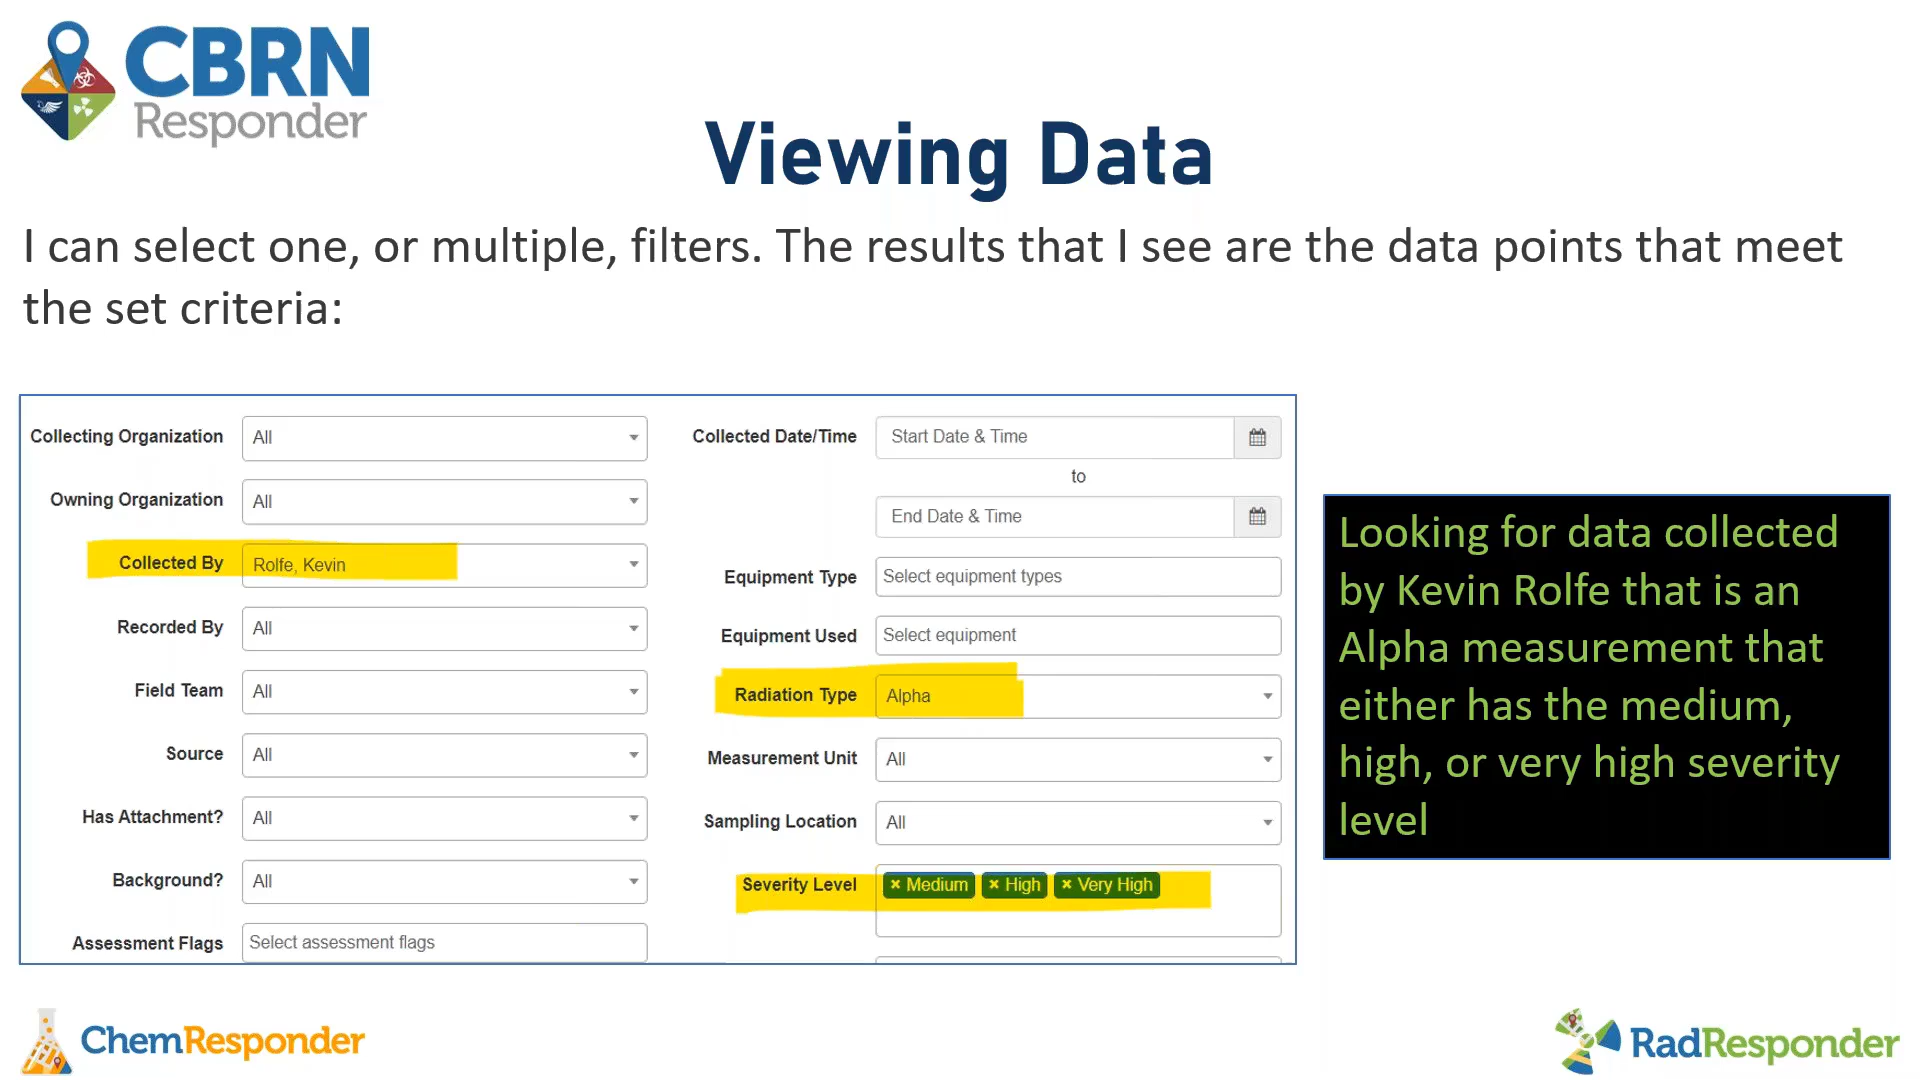 CBRN
Responder
Viewing Data
I can select one, or multiple, filters. The results that I see are the data points that meet
the set criteria:
Collecting Organization All
Owning Organization All
Collected By Rolfe, Kevin
Recorded By All
Field Team All
Source All
Has Attachment? All
Background? All
Assessment Flags Select assessment flags
Collected Date/Time Start Date & Time
to
End Date & Time
Equipment Type Select equipment types
Equipment Used Select equipment
Radiation Type Alpha
Measurement Unit All
Sampling Location All
Severity Level × Medium × High × Very High
Looking for data collected
by Kevin Rolfe that is an
Alpha measurement that
either has the medium,
high, or very high severity
level
ChemResponder
RadResponder